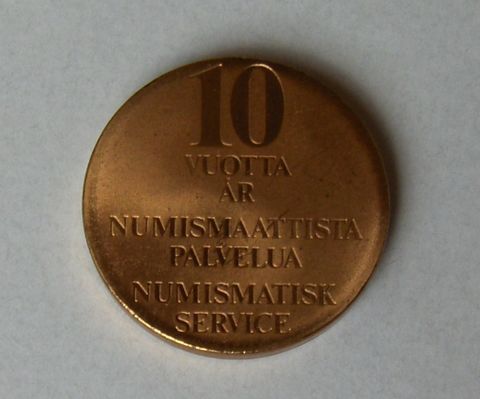 10
VUOTTA
ÅR
NUMISMAATTISTA
PALVELUA
NUMISMATISK
SERVICE